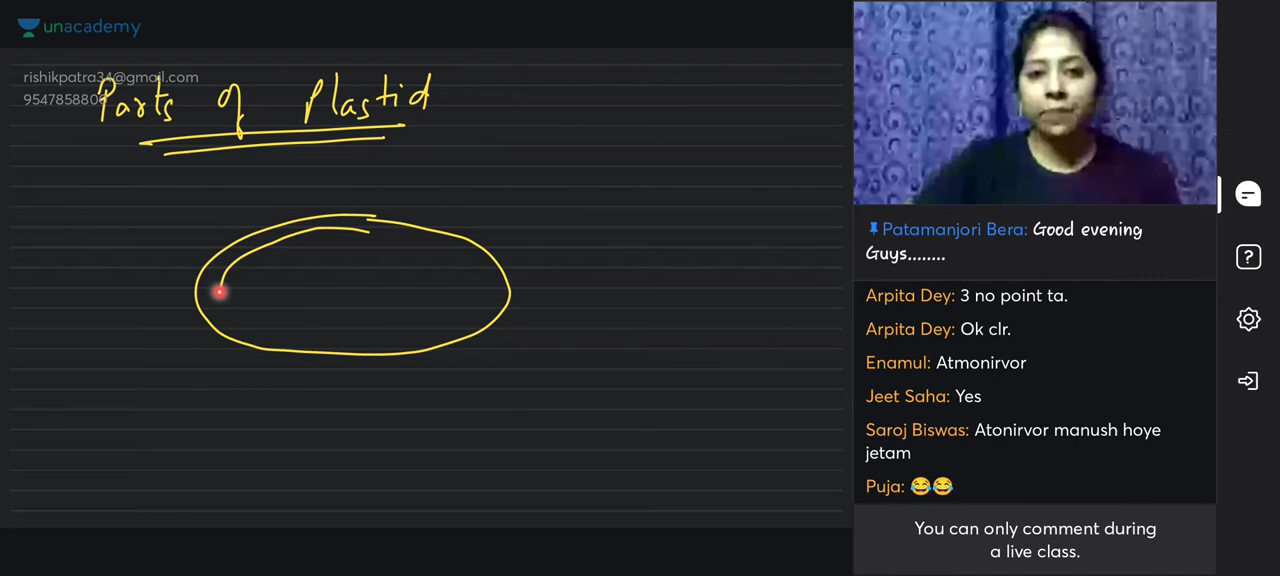 unacademy
rishikpatra34@gmail.com
9547858800
Parts of Plastid
Patamanjori Bera: Good evening
Guys........
Arpita Dey: 3 no point ta.
Arpita Dey: Ok clr.
Enamul: Atmonirvor
Jeet Saha: Yes
Saroj Biswas: Atonirvor manush hoye
jetam
Puja: 😂😂
You can only comment during
a live class.